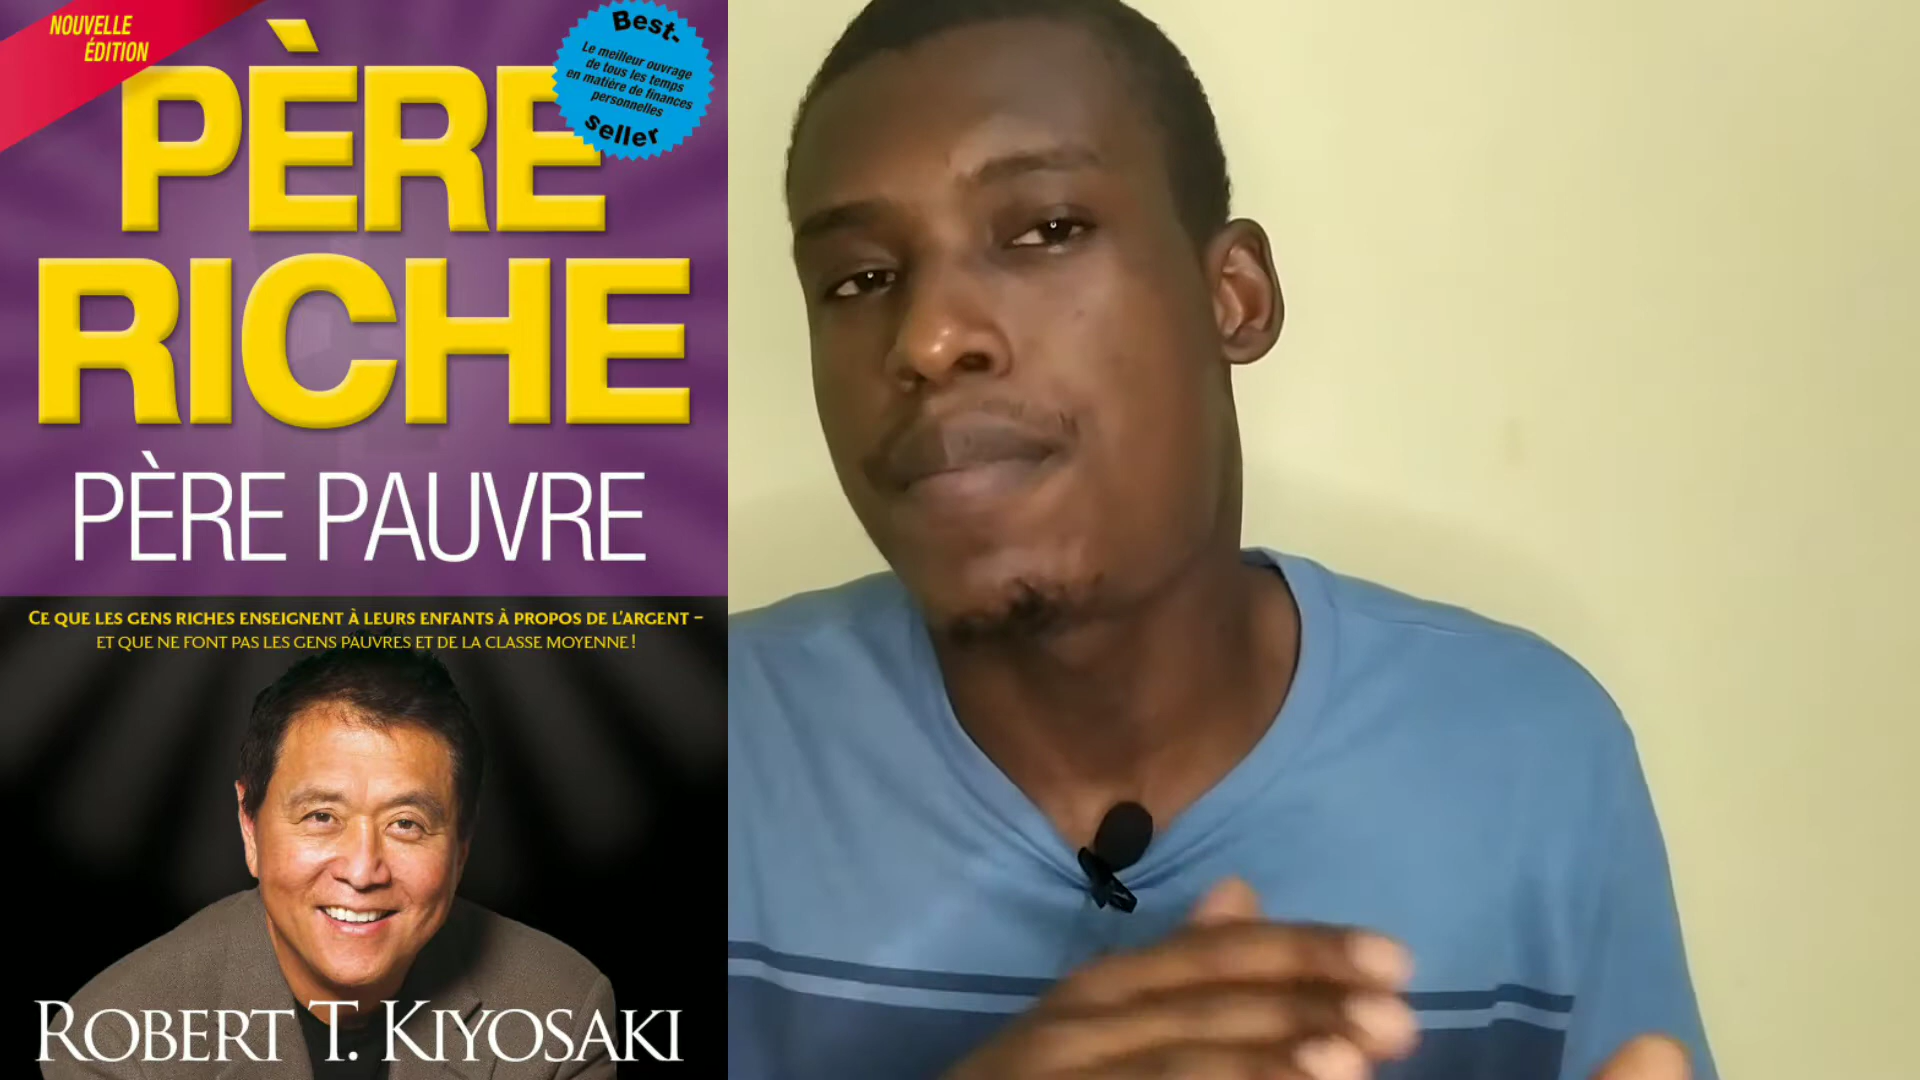 NOUVELLE
ÉDITION
Best-
Le meilleur ouvrage
de tous les temps
en matière de finances
personnelles
seller
PÈRE
RICHE
PÈRE PAUVRE
CE QUE LES GENS RICHES ENSEIGNENT À LEURS ENFANTS À PROPOS DE L'ARGENT –
ET QUE NE FONT PAS LES GENS PAUVRES ET DE LA CLASSE MOYENNE !
ROBERT T. KIYOSAKI